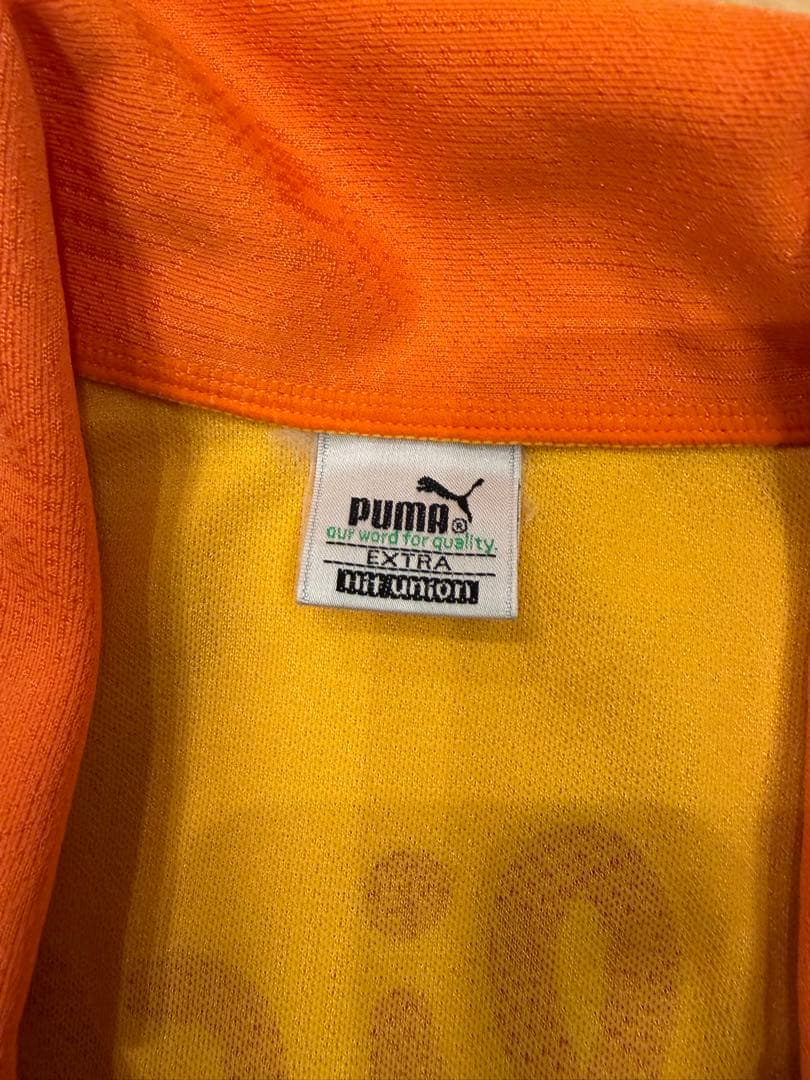 PUMA®
our word for quality.
EXTRA
Hit union